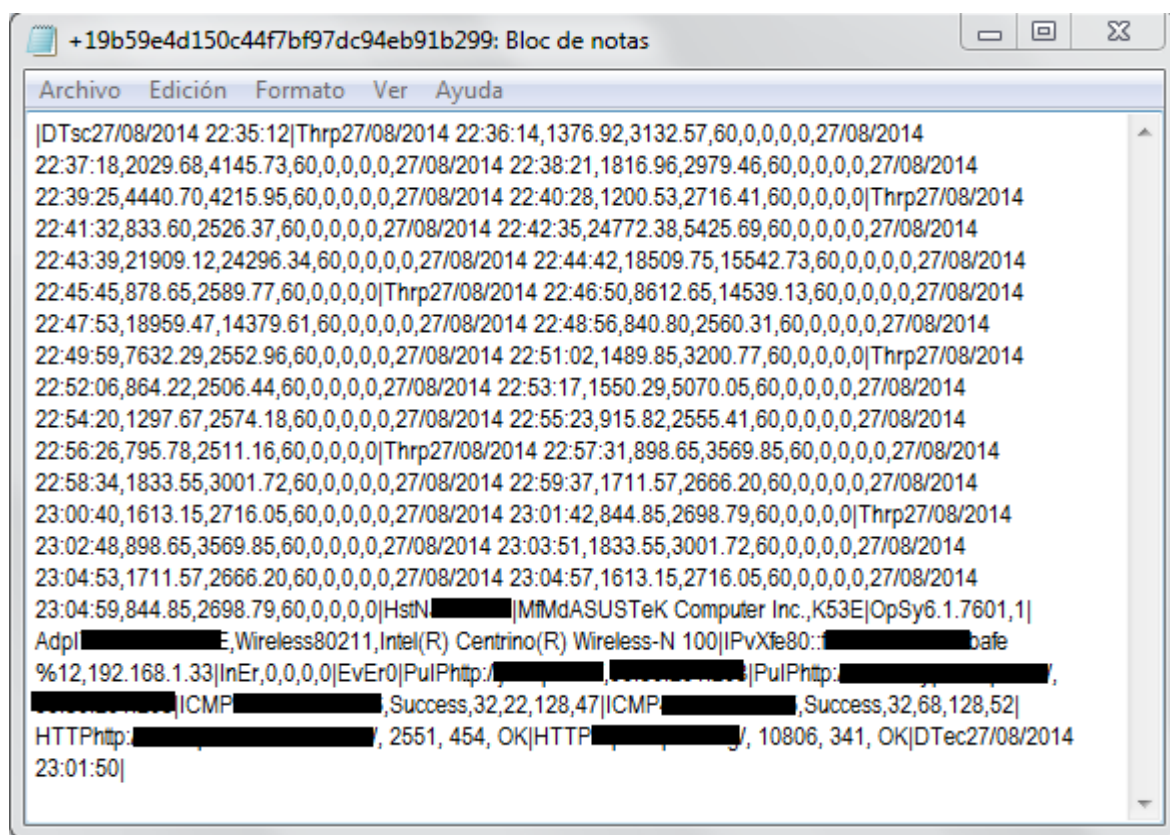 +19b59e4d150c44f7bf97dc94eb91b299: Bloc de notas
Archivo Edición Formato Ver Ayuda
|DTsc27/08/2014 22:35:12|Thrp27/08/2014 22:36:14,1376.92,3132.57,60,0,0,0,0,27/08/2014
22:37:18,2029.68,4145.73,60,0,0,0,0,27/08/2014 22:38:21,1816.96,2979.46,60,0,0,0,0,27/08/2014
22:39:25,4440.70,4215.95,60,0,0,0,0,27/08/2014 22:40:28,1200.53,2716.41,60,0,0,0,0|Thrp27/08/2014
22:41:32,833.60,2526.37,60,0,0,0,0,27/08/2014 22:42:35,24772.38,5425.69,60,0,0,0,0,27/08/2014
22:43:39,21909.12,24296.34,60,0,0,0,0,27/08/2014 22:44:42,18509.75,15542.73,60,0,0,0,0,27/08/2014
22:45:45,878.65,2589.77,60,0,0,0,0|Thrp27/08/2014 22:46:50,8612.65,14539.13,60,0,0,0,0,27/08/2014
22:47:53,18959.47,14379.61,60,0,0,0,0,27/08/2014 22:48:56,840.80,2560.31,60,0,0,0,0,27/08/2014
22:49:59,7632.29,2552.96,60,0,0,0,0,27/08/2014 22:51:02,1489.85,3200.77,60,0,0,0,0|Thrp27/08/2014
22:52:06,864.22,2506.44,60,0,0,0,0,27/08/2014 22:53:17,1550.29,5070.05,60,0,0,0,0,27/08/2014
22:54:20,1297.67,2574.18,60,0,0,0,0,27/08/2014 22:55:23,915.82,2555.41,60,0,0,0,0,27/08/2014
22:56:26,795.78,2511.16,60,0,0,0,0|Thrp27/08/2014 22:57:31,898.65,3569.85,60,0,0,0,0,27/08/2014
22:58:34,1833.55,3001.72,60,0,0,0,0,27/08/2014 22:59:37,1711.57,2666.20,60,0,0,0,0,27/08/2014
23:00:40,1613.15,2716.05,60,0,0,0,0,27/08/2014 23:01:42,844.85,2698.79,60,0,0,0,0|Thrp27/08/2014
23:02:48,898.65,3569.85,60,0,0,0,0,27/08/2014 23:03:51,1833.55,3001.72,60,0,0,0,0,27/08/2014
23:04:53,1711.57,2666.20,60,0,0,0,0,27/08/2014 23:04:57,1613.15,2716.05,60,0,0,0,0,27/08/2014
23:04:59,844.85,2698.79,60,0,0,0,0|HstN |MfMdASUSTeK Computer Inc.,K53E|OpSy6.1.7601,1|
AdpI E,Wireless80211,Intel(R) Centrino(R) Wireless-N 100|IPvXfe80:: bafe
%12,192.168.1.33|InEr,0,0,0,0|EvEr0|PuIPhttp:/ , |PuIPhttp: /,
|ICMP ,Success,32,22,128,47|ICMP ,Success,32,68,128,52|
HTTPhttp: /, 2551, 454, OK|HTTP /, 10806, 341, OK|DTec27/08/2014
23:01:50|